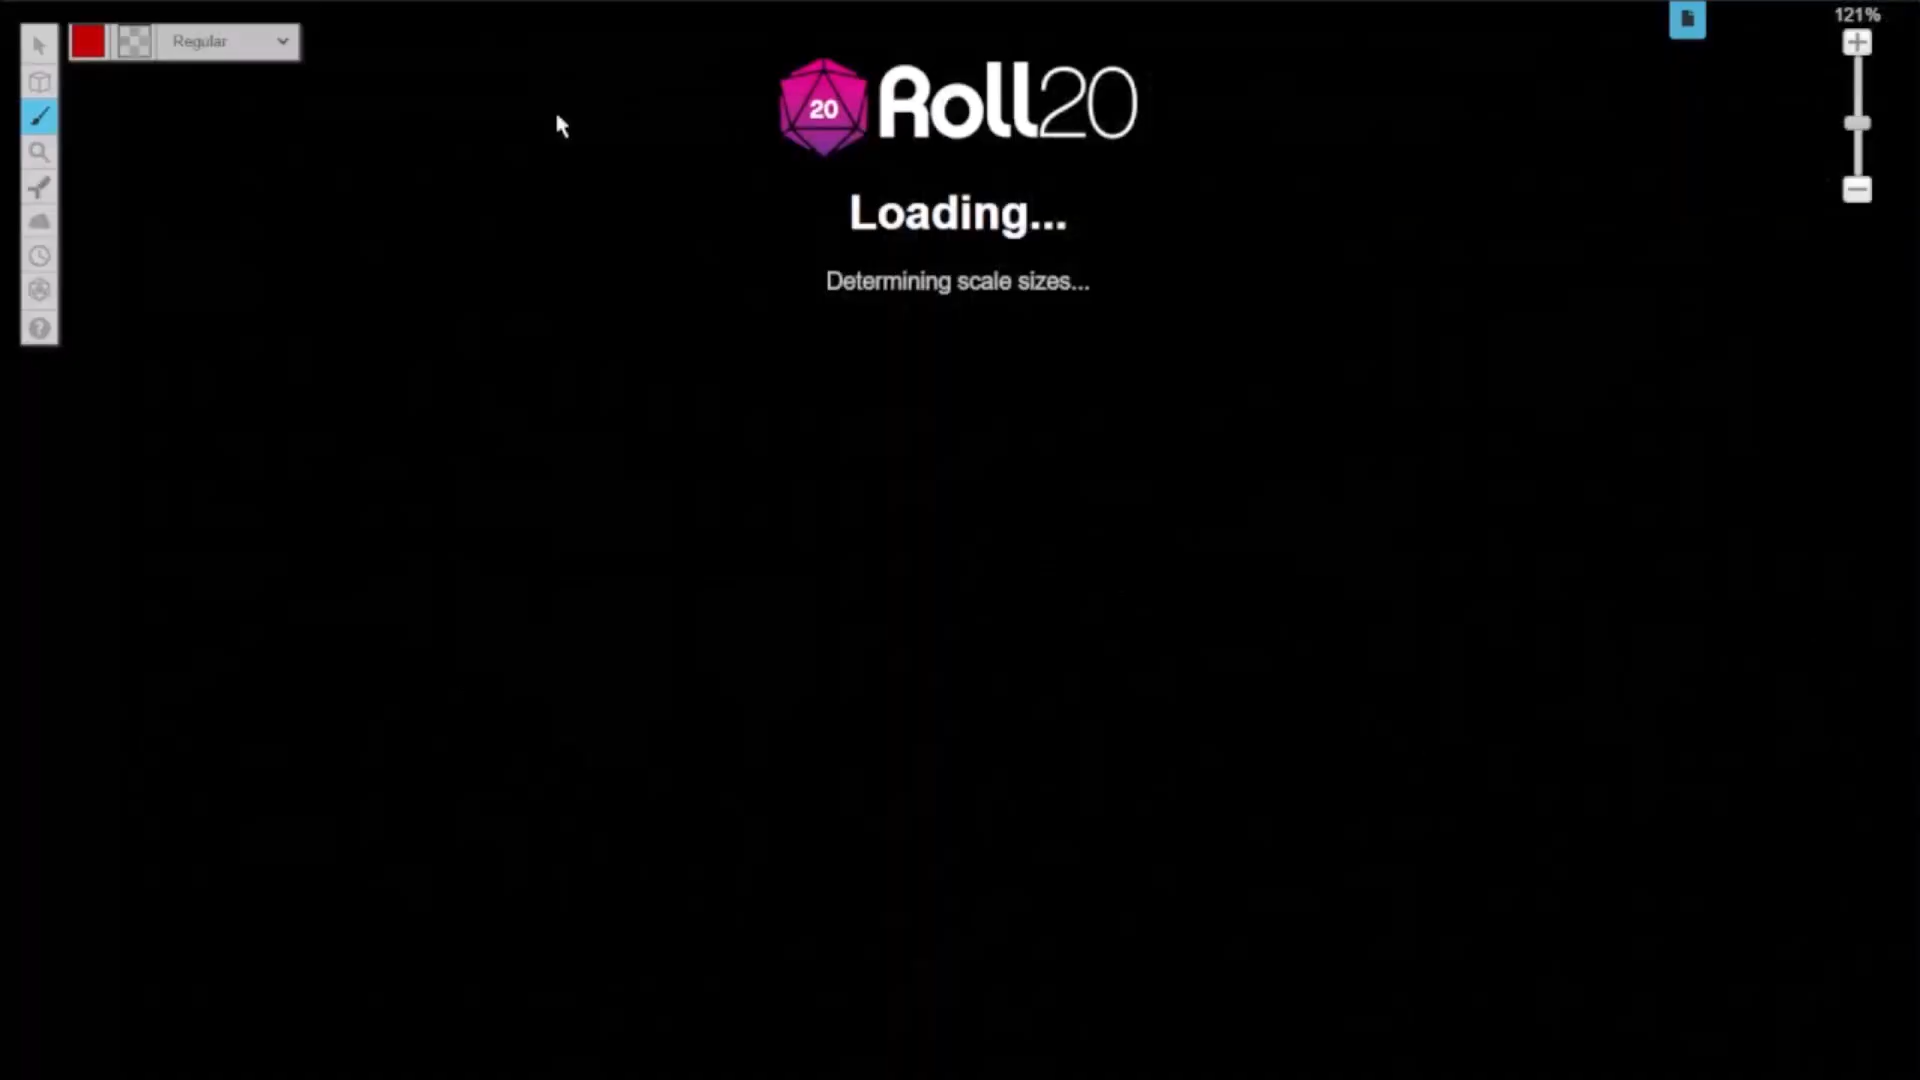 121%
Regular
20 Roll20
Loading...
Determining scale sizes...